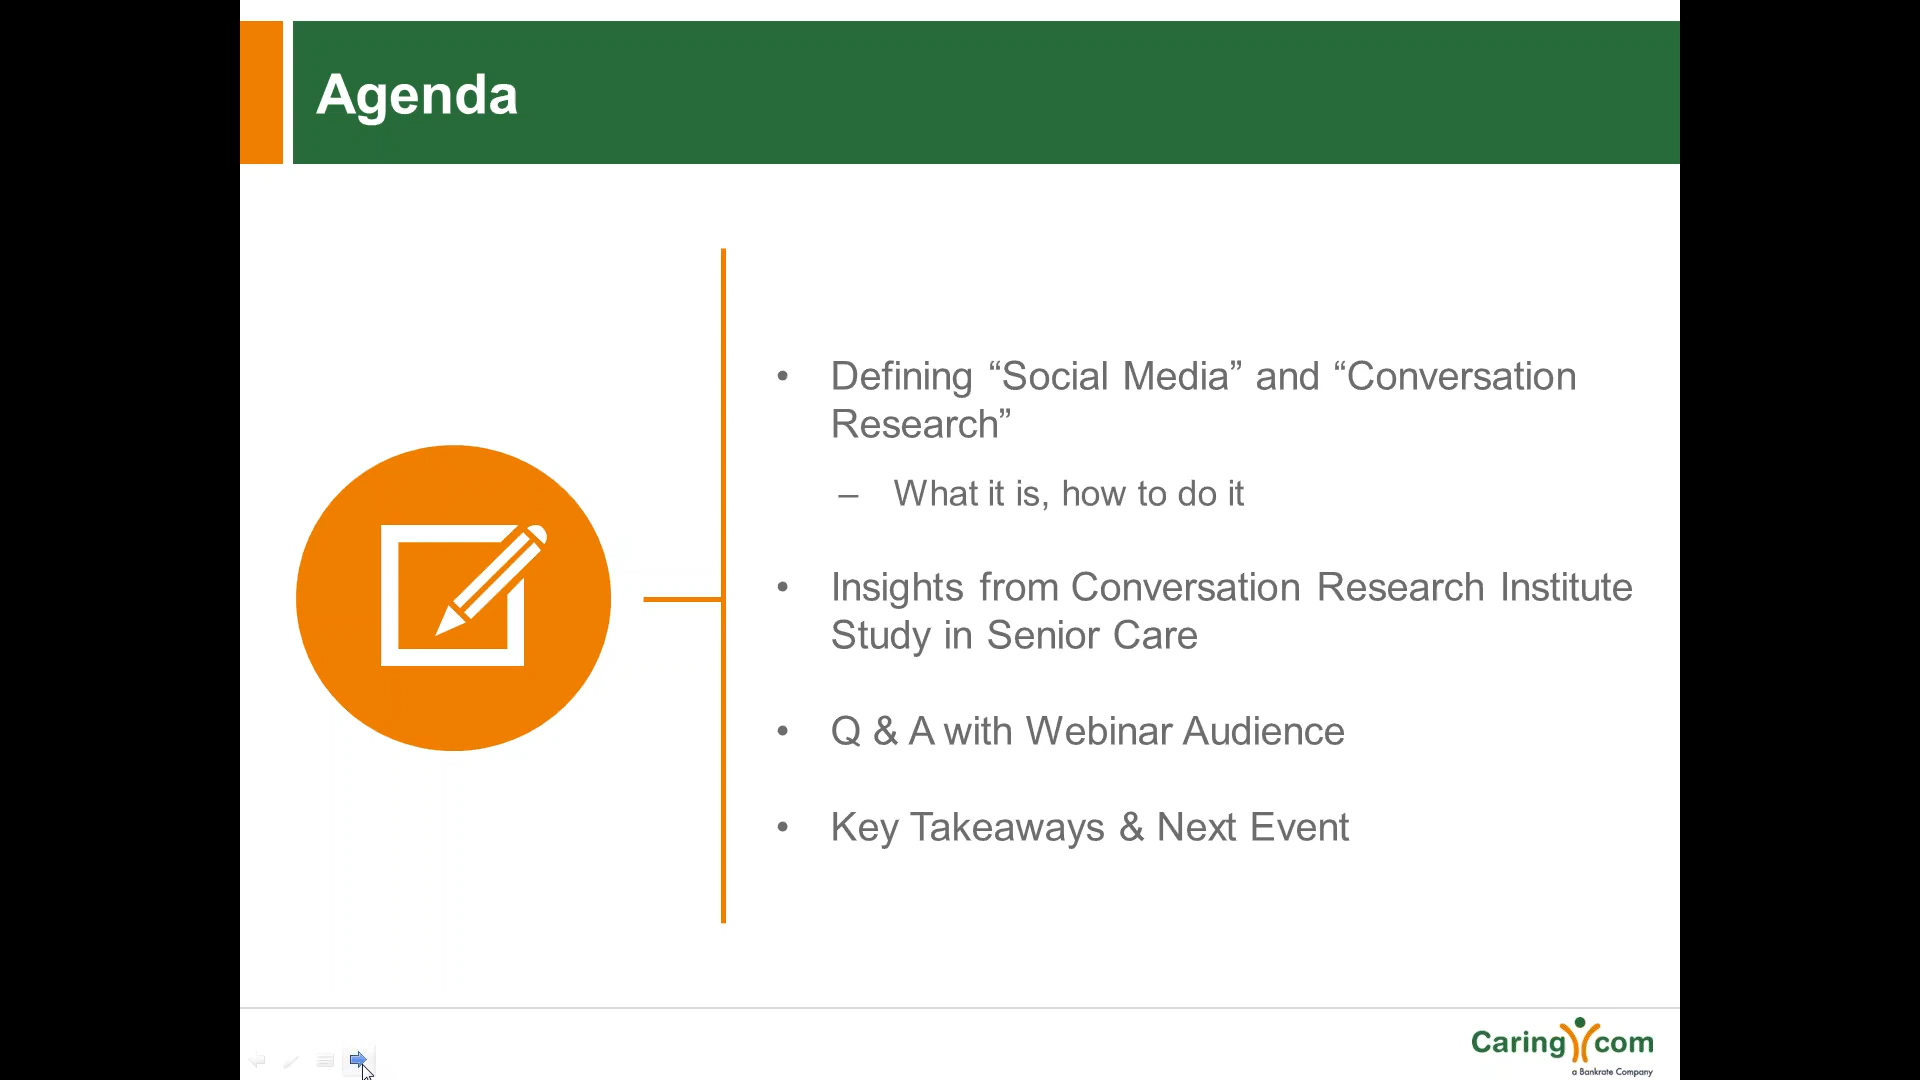 Agenda
• Defining “Social Media” and “Conversation
Research”
– What it is, how to do it
• Insights from Conversation Research Institute
Study in Senior Care
• Q & A with Webinar Audience
• Key Takeaways & Next Event
Caring com
a Bankrate Company